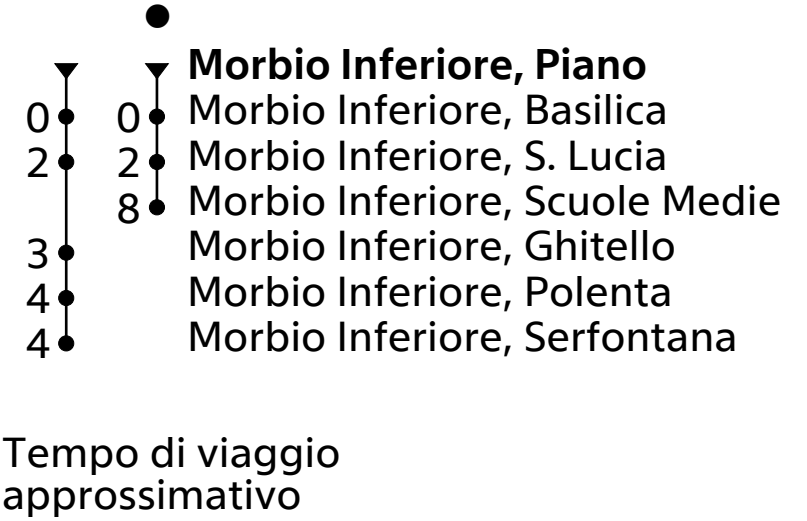 Morbio Inferiore, Piano
0 0 Morbio Inferiore, Basilica
2 2 Morbio Inferiore, S. Lucia
8 Morbio Inferiore, Scuole Medie
3 Morbio Inferiore, Ghitello
4 Morbio Inferiore, Polenta
4 Morbio Inferiore, Serfontana
Tempo di viaggio
approssimativo